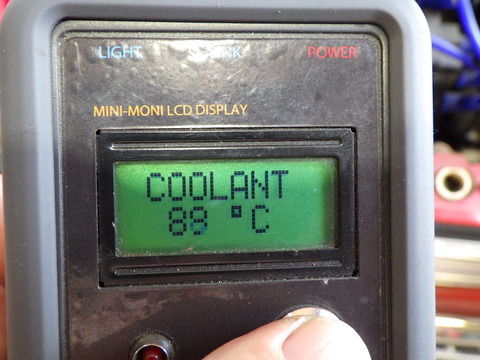 LIGHT POWER
MINI-MONI LCD DISPLAY
COOLANT
88 °C